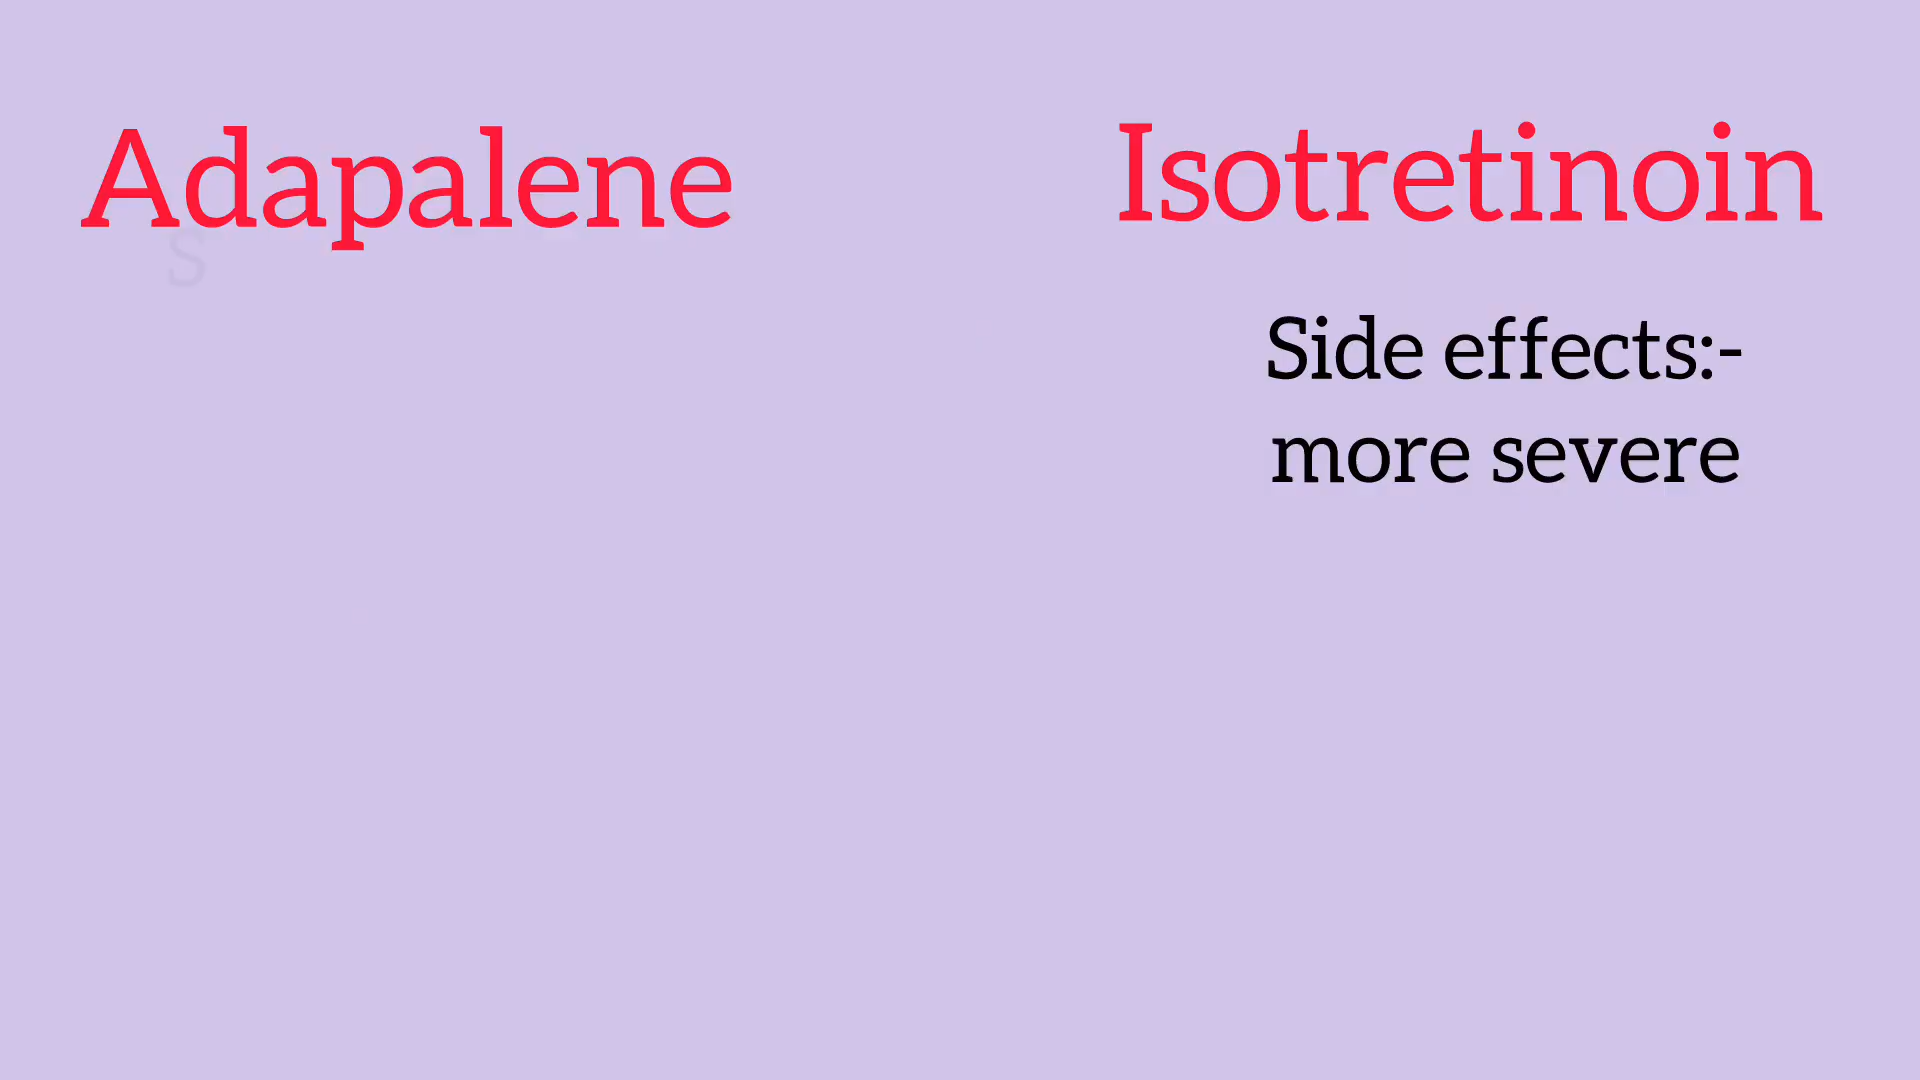 Adapalene
Isotretinoin
S
Side effects:-
more severe